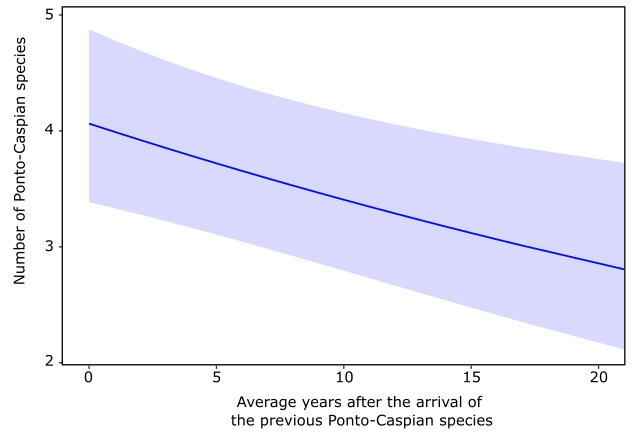 5
4
3
2
Number of Ponto-Caspian species
0 5 10 15 20
Average years after the arrival of
the previous Ponto-Caspian species